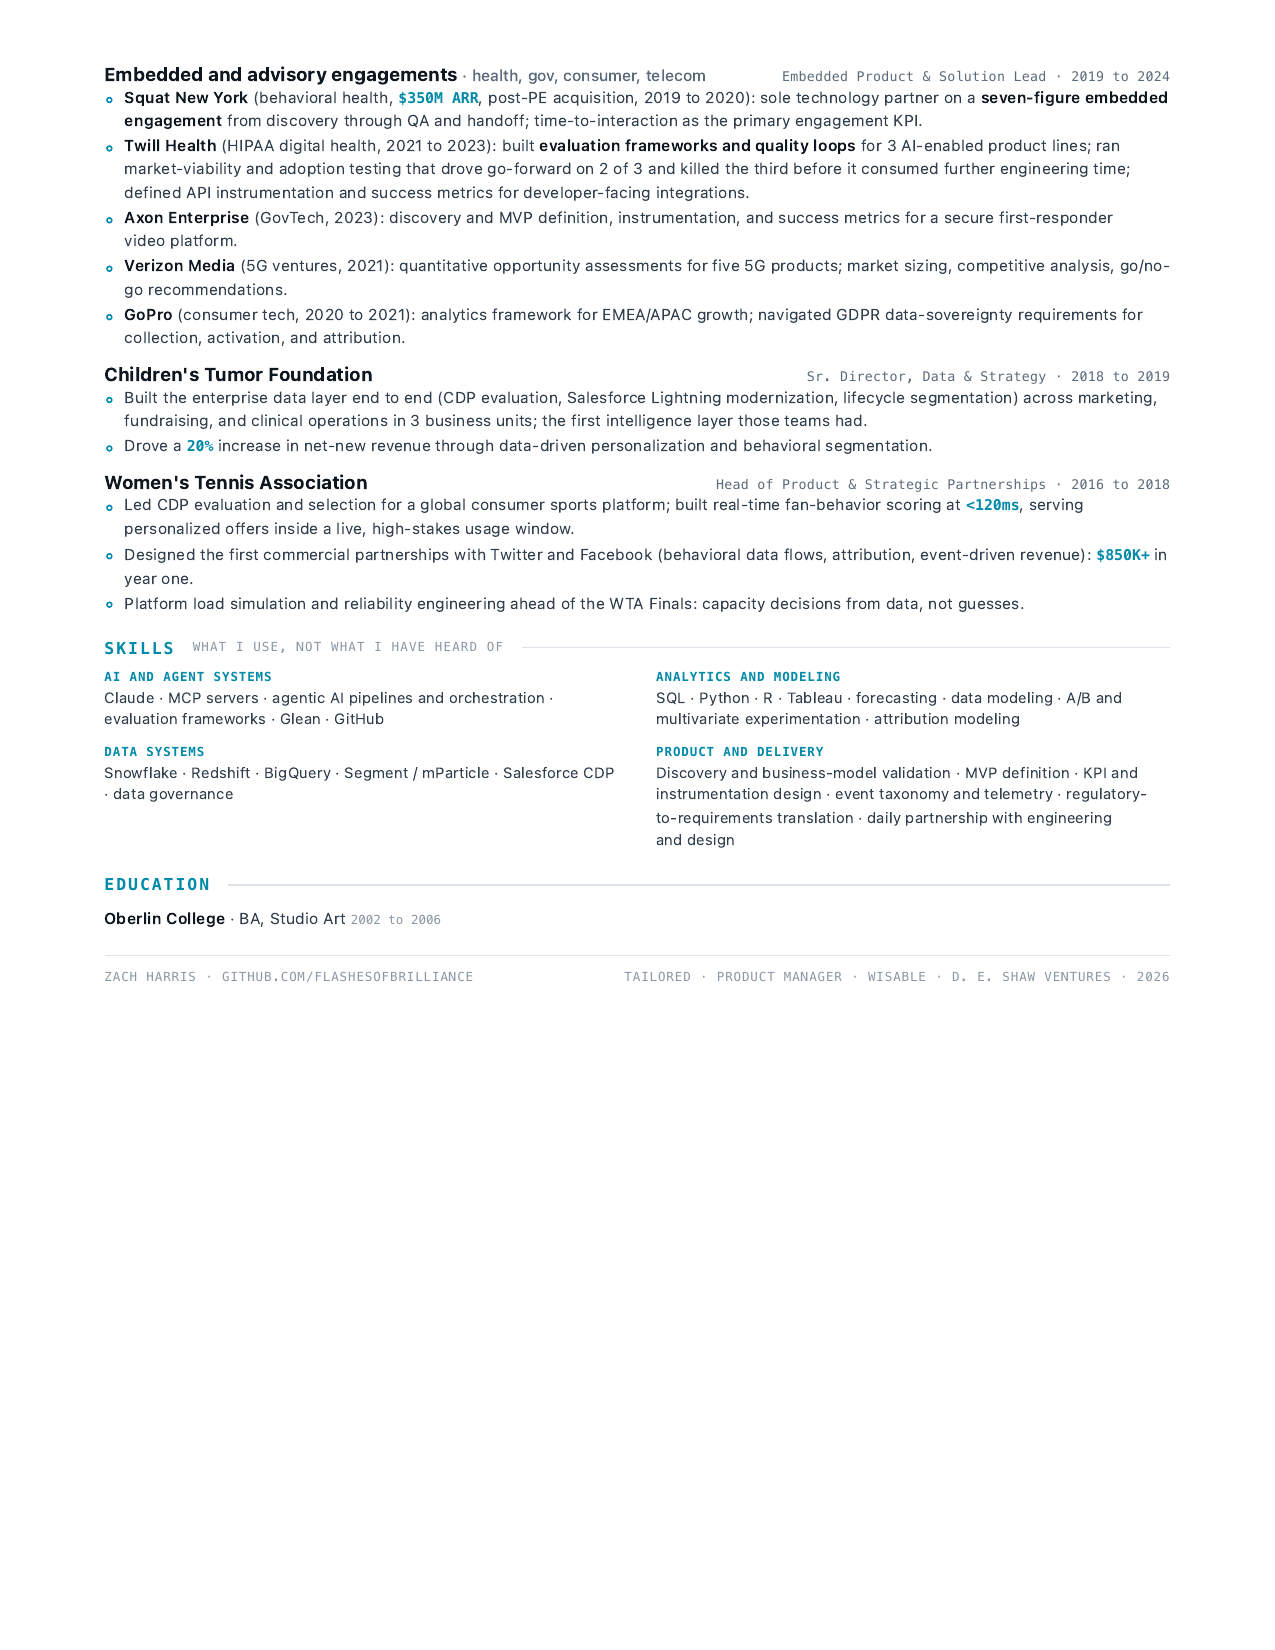 Embedded and advisory engagements · health, gov, consumer, telecom Embedded Product & Solution Lead · 2019 to 2024
Squat New York (behavioral health, $350M ARR, post-PE acquisition, 2019 to 2020): sole technology partner on a seven-figure embedded
engagement from discovery through QA and handoff; time-to-interaction as the primary engagement KPI.
Twill Health (HIPAA digital health, 2021 to 2023): built evaluation frameworks and quality loops for 3 AI-enabled product lines; ran
market-viability and adoption testing that drove go-forward on 2 of 3 and killed the third before it consumed further engineering time;
defined API instrumentation and success metrics for developer-facing integrations.
Axon Enterprise (GovTech, 2023): discovery and MVP definition, instrumentation, and success metrics for a secure first-responder
video platform.
Verizon Media (5G ventures, 2021): quantitative opportunity assessments for five 5G products; market sizing, competitive analysis, go/no-
go recommendations.
GoPro (consumer tech, 2020 to 2021): analytics framework for EMEA/APAC growth; navigated GDPR data-sovereignty requirements for
collection, activation, and attribution.
Children's Tumor Foundation Sr. Director, Data & Strategy · 2018 to 2019
Built the enterprise data layer end to end (CDP evaluation, Salesforce Lightning modernization, lifecycle segmentation) across marketing,
fundraising, and clinical operations in 3 business units; the first intelligence layer those teams had.
Drove a 20% increase in net-new revenue through data-driven personalization and behavioral segmentation.
Women's Tennis Association Head of Product & Strategic Partnerships · 2016 to 2018
Led CDP evaluation and selection for a global consumer sports platform; built real-time fan-behavior scoring at <120ms, serving
personalized offers inside a live, high-stakes usage window.
Designed the first commercial partnerships with Twitter and Facebook (behavioral data flows, attribution, event-driven revenue): $850K+ in
year one.
Platform load simulation and reliability engineering ahead of the WTA Finals: capacity decisions from data, not guesses.
SKILLS WHAT I USE, NOT WHAT I HAVE HEARD OF
AI AND AGENT SYSTEMS
Claude · MCP servers · agentic AI pipelines and orchestration ·
evaluation frameworks · Glean · GitHub
ANALYTICS AND MODELING
SQL · Python · R · Tableau · forecasting · data modeling · A/B and
multivariate experimentation · attribution modeling
DATA SYSTEMS
Snowflake · Redshift · BigQuery · Segment / mParticle · Salesforce CDP
· data governance
PRODUCT AND DELIVERY
Discovery and business-model validation · MVP definition · KPI and
instrumentation design · event taxonomy and telemetry · regulatory-
to-requirements translation · daily partnership with engineering
and design
EDUCATION
Oberlin College · BA, Studio Art 2002 to 2006
ZACH HARRIS · GITHUB.COM/FLASHESOFBRILLIANCE TAILORED · PRODUCT MANAGER · WISABLE · D. E. SHAW VENTURES · 2026